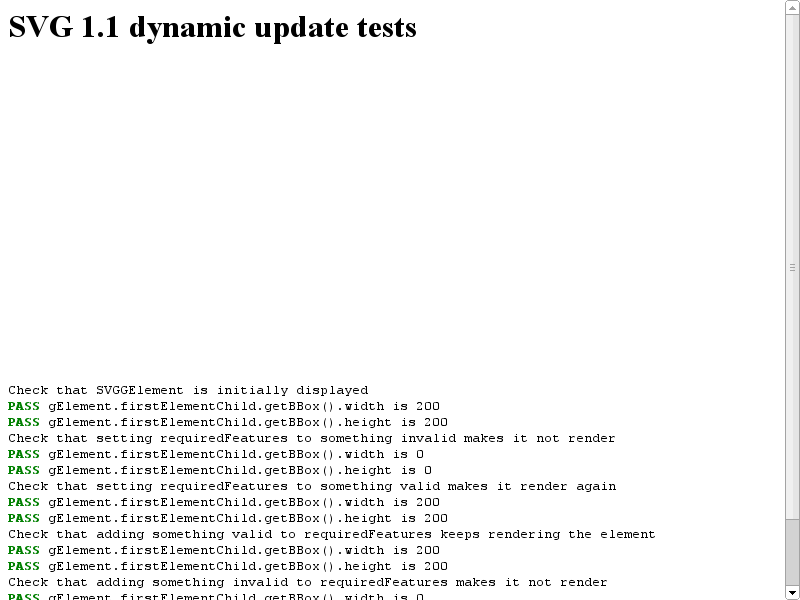 SVG 1.1 dynamic update tests
Check that SVGGElement is initially displayed
PASS gElement.firstElementChild.getBBox().width is 200
PASS gElement.firstElementChild.getBBox().height is 200
Check that setting requiredFeatures to something invalid makes it not render
PASS gElement.firstElementChild.getBBox().width is 0
PASS gElement.firstElementChild.getBBox().height is 0
Check that setting requiredFeatures to something valid makes it render again
PASS gElement.firstElementChild.getBBox().width is 200
PASS gElement.firstElementChild.getBBox().height is 200
Check that adding something valid to requiredFeatures keeps rendering the element
PASS gElement.firstElementChild.getBBox().width is 200
PASS gElement.firstElementChild.getBBox().height is 200
Check that adding something invalid to requiredFeatures makes it not render
PASS gElement.firstElementChild.getBBox().width is 0